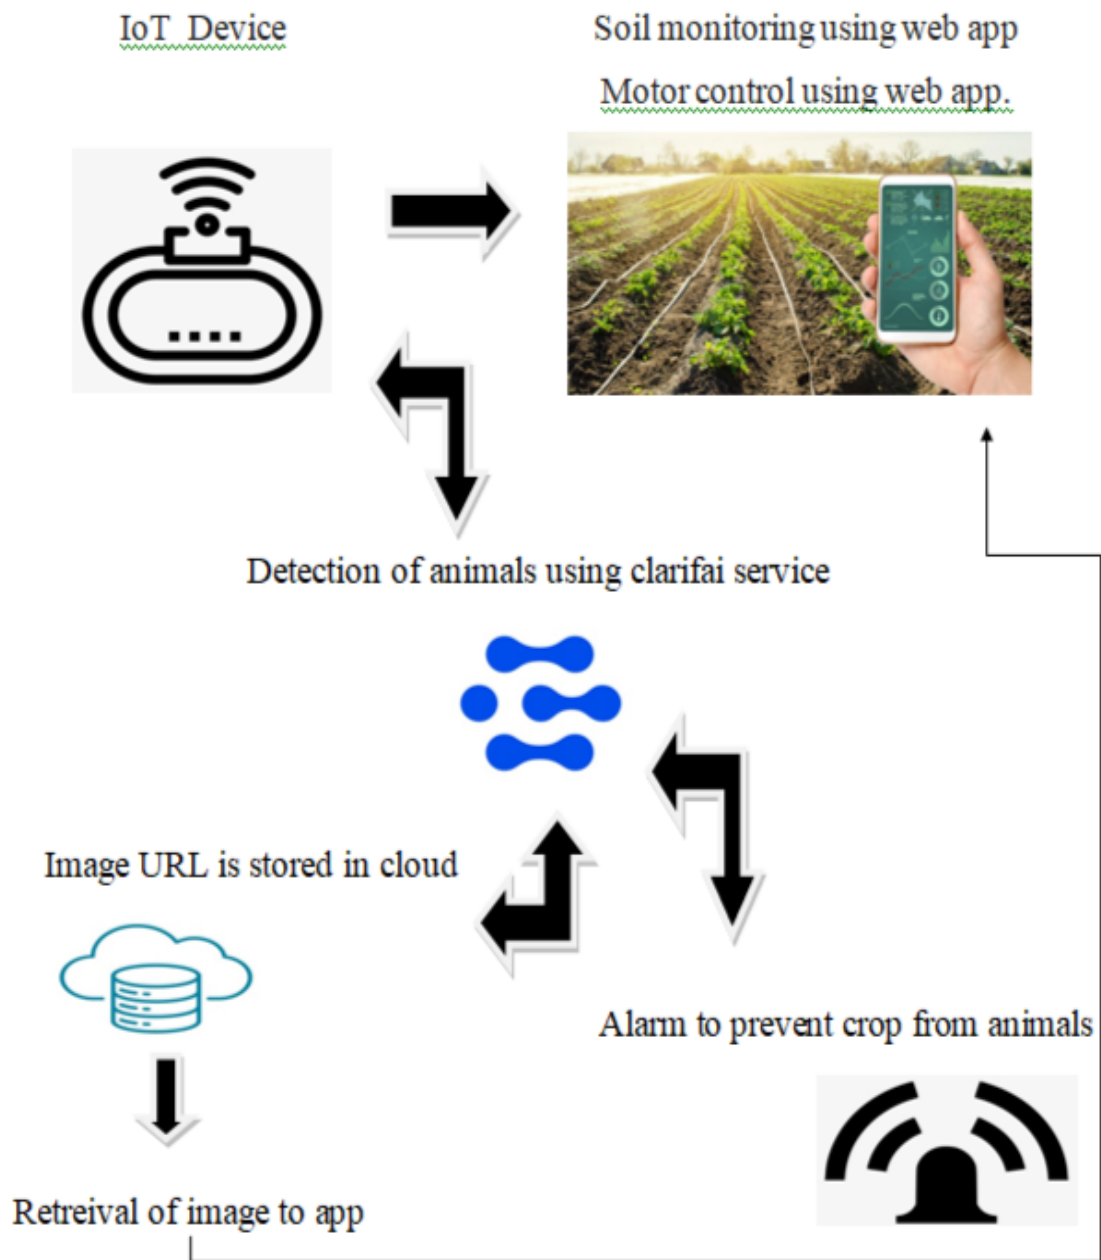 IoT Device
Soil monitoring using web app
Motor control using web app.
Detection of animals using clarifai service
Image URL is stored in cloud
Alarm to prevent crop from animals
Retreival of image to app